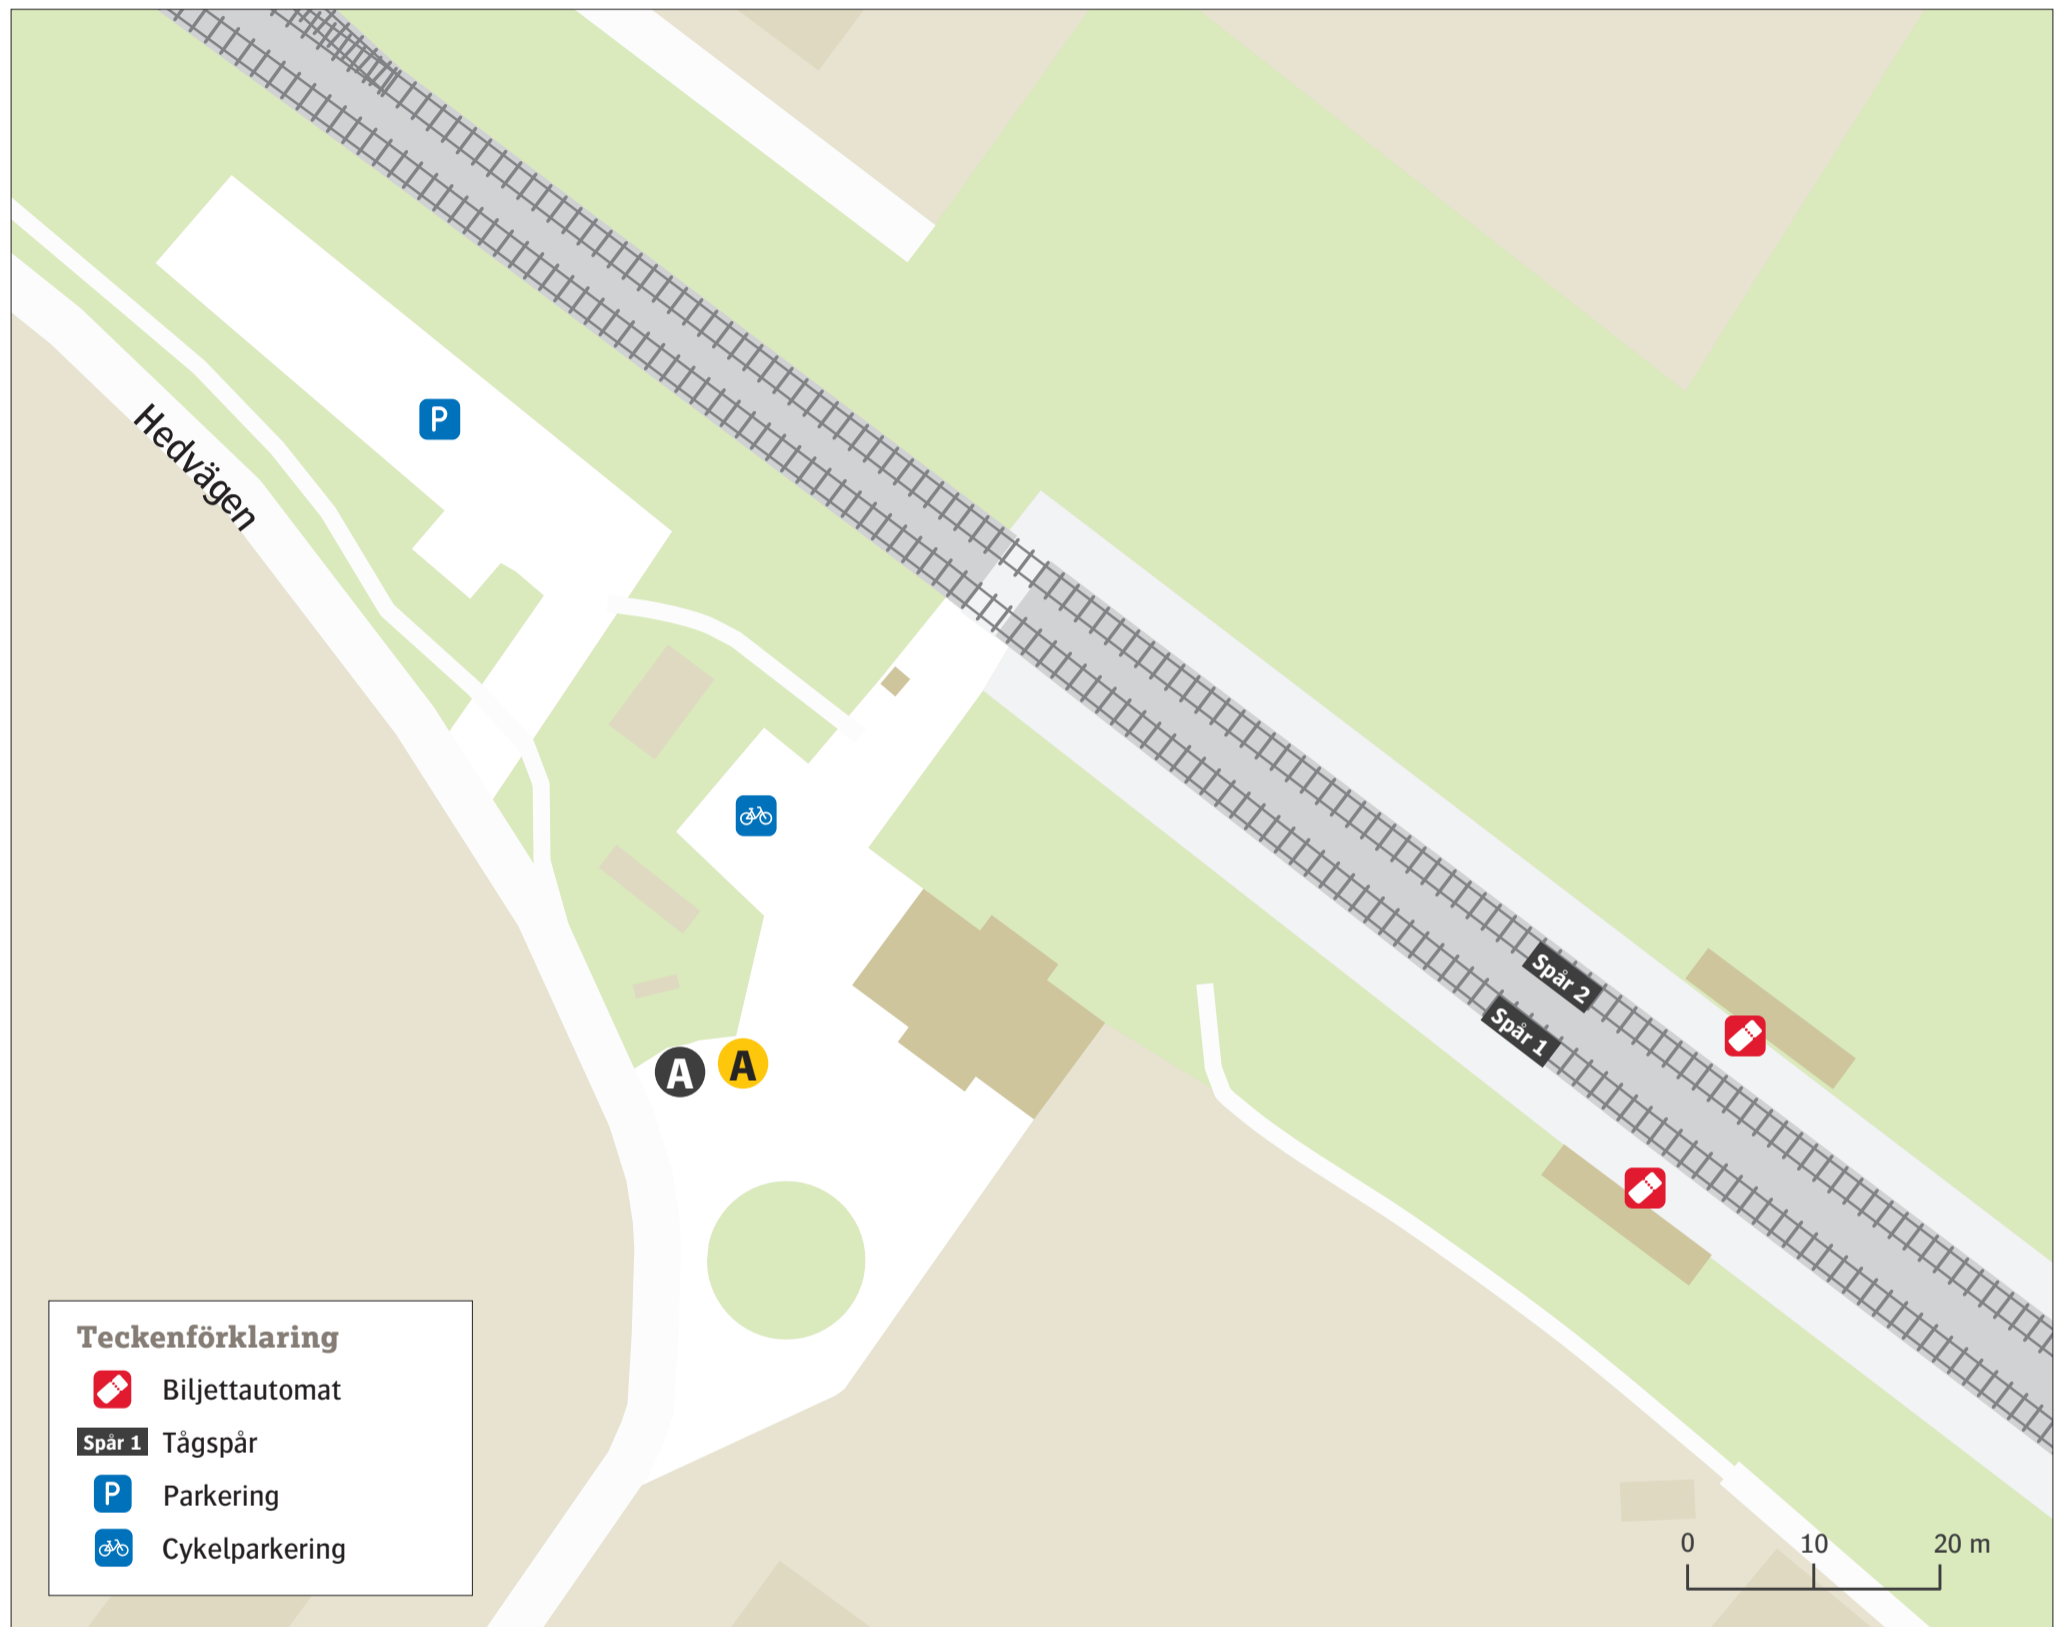 P
Hedvägen
Spår 2
Spår 1
A A
Teckenförklaring
Biljettautomat
Spår 1 Tågspår
P Parkering
Cykelparkering
0 10 20 m